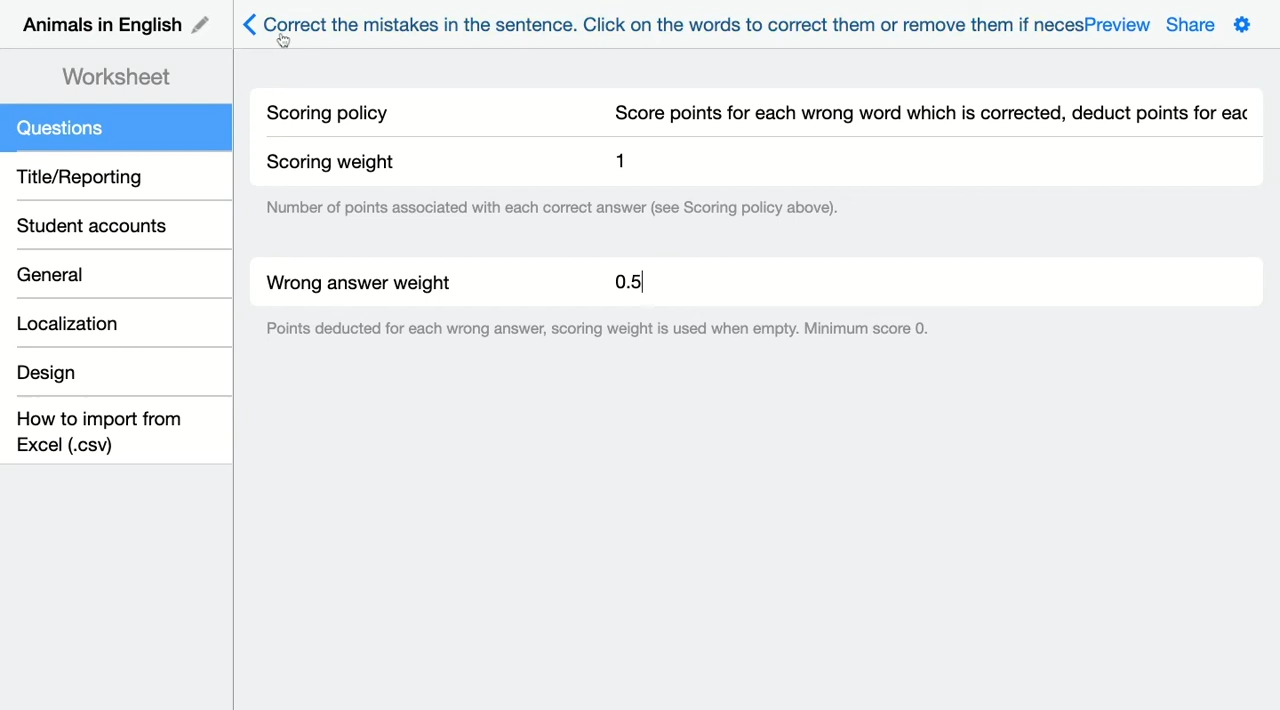 Animals in English
Correct the mistakes in the sentence. Click on the words to correct them or remove them if neces
Preview
Share
Worksheet
Questions
Title/Reporting
Student accounts
General
Localization
Design
How to import from
Excel (.csv)
Scoring policy
Score points for each wrong word which is corrected, deduct points for eac
Scoring weight
1
Number of points associated with each correct answer (see Scoring policy above).
Wrong answer weight
0.5
Points deducted for each wrong answer, scoring weight is used when empty. Minimum score 0.